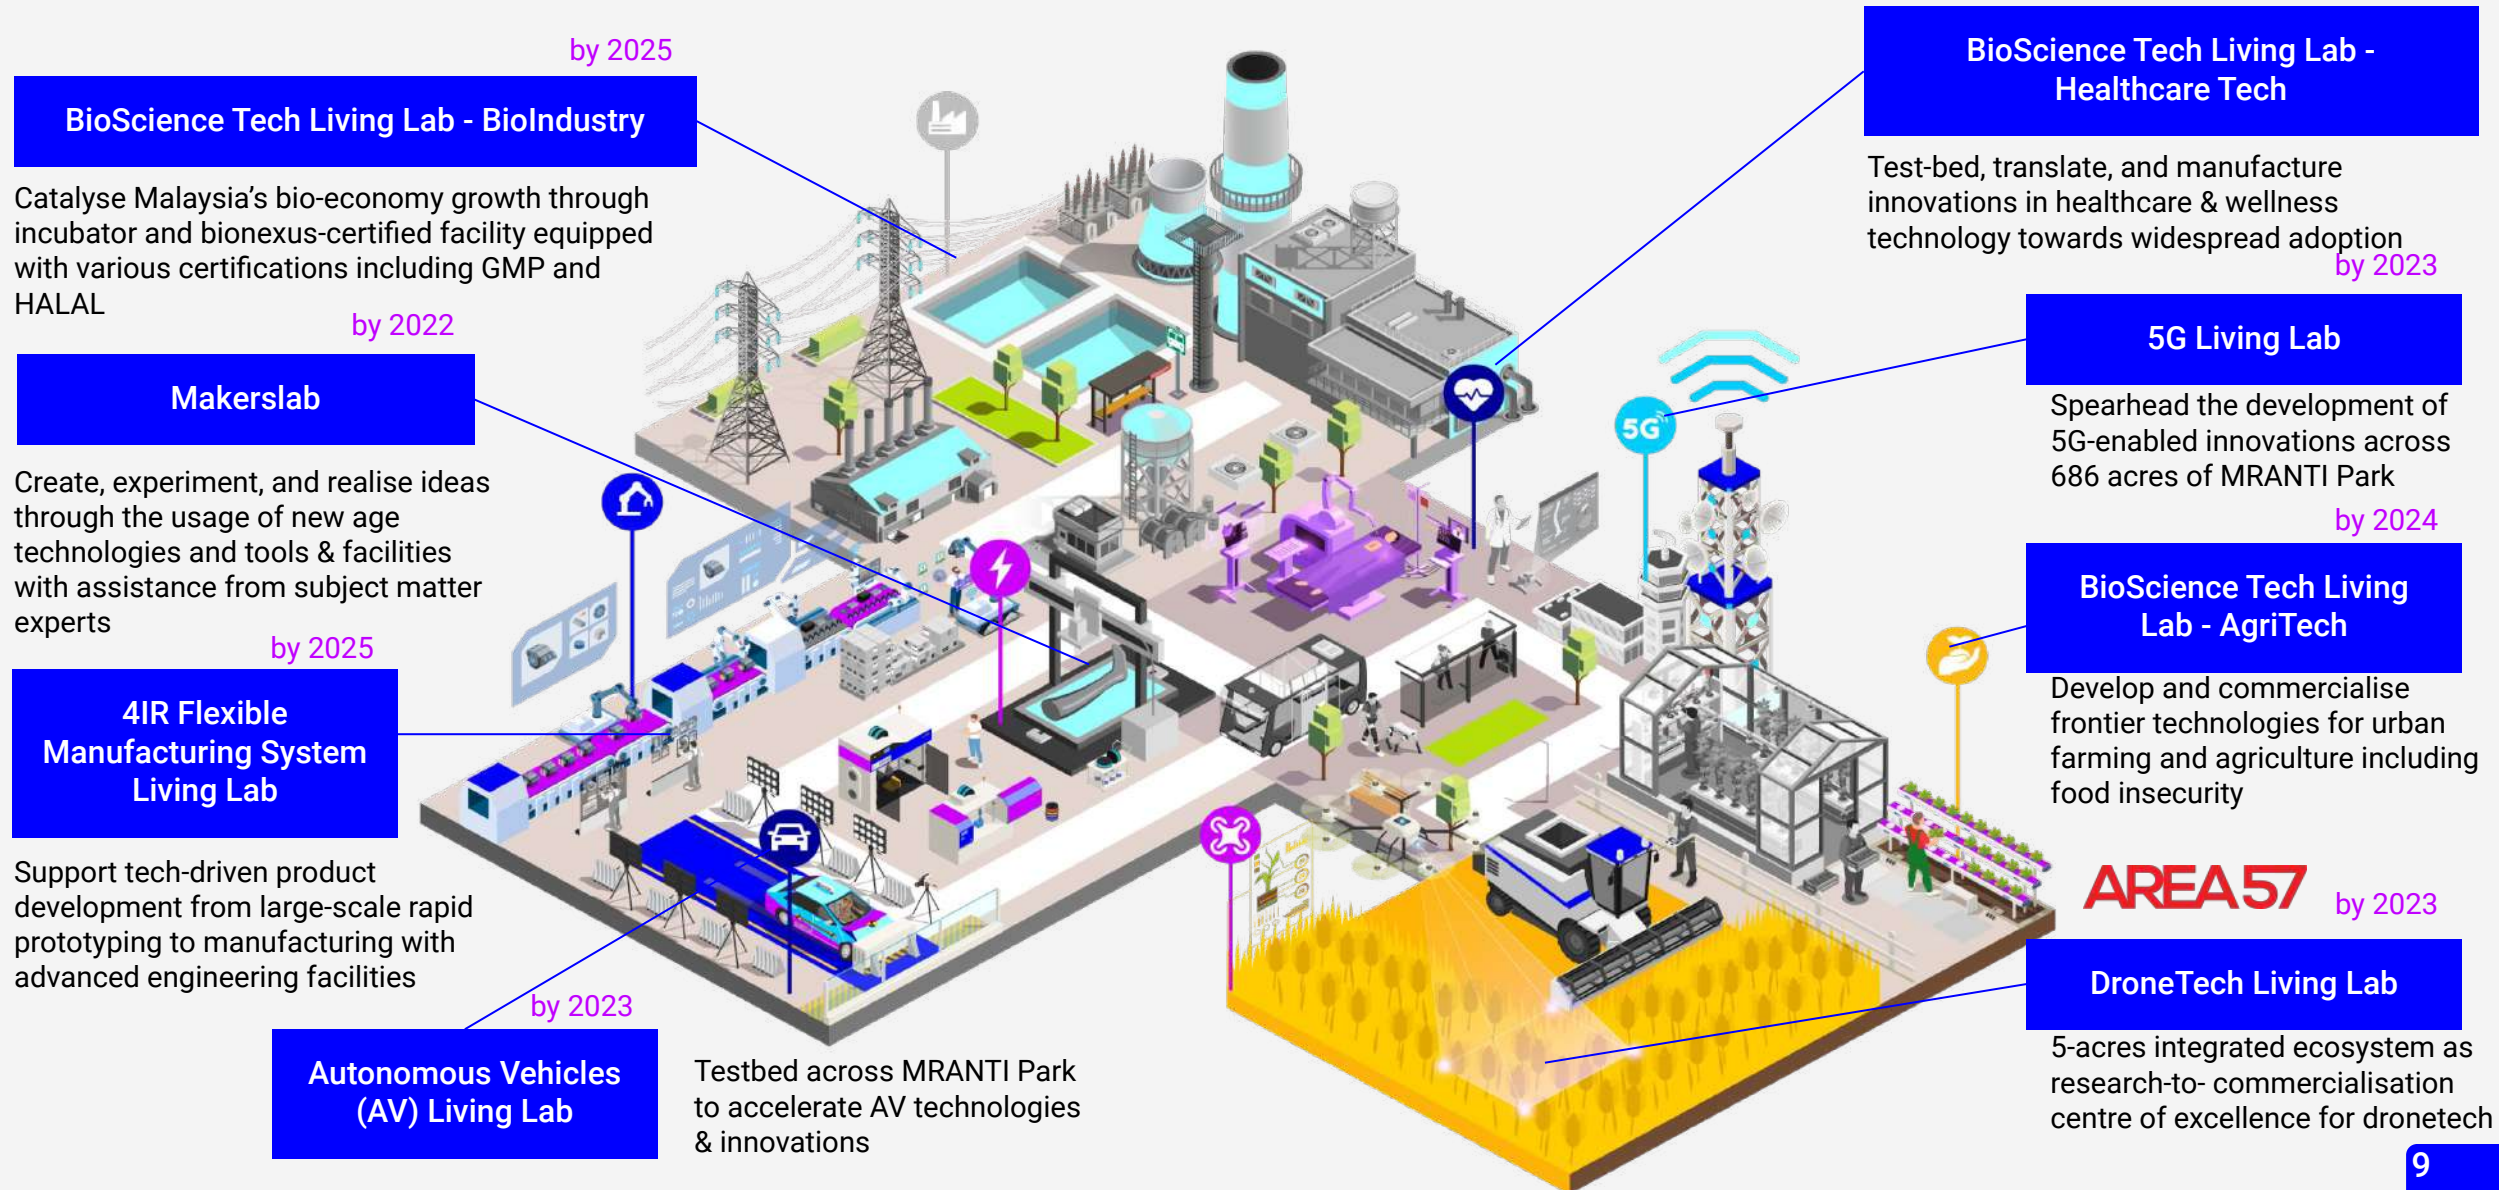 by 2025
BioScience Tech Living Lab - BioIndustry
Catalyse Malaysia's bio-economy growth through
incubator and bionexus-certified facility equipped
with various certifications including GMP and
HALAL
by 2022
Makerslab
Create, experiment, and realise ideas
through the usage of new age
technologies and tools & facilities
with assistance from subject matter
experts
by 2025
4IR Flexible
Manufacturing System
Living Lab
Support tech-driven product
development from large-scale rapid
prototyping to manufacturing with
advanced engineering facilities
by 2023
Autonomous Vehicles
(AV) Living Lab
Testbed across MRANTI Park
to accelerate AV technologies
& innovations
BioScience Tech Living Lab -
Healthcare Tech
Test-bed, translate, and manufacture
innovations in healthcare & wellness
technology towards widespread adoption
by 2023
5G Living Lab
5G
Spearhead the development of
5G-enabled innovations across
686 acres of MRANTI Park
by 2024
BioScience Tech Living
Lab - AgriTech
Develop and commercialise
frontier technologies for urban
farming and agriculture including
food insecurity
AREA57
by 2023
DroneTech Living Lab
5-acres integrated ecosystem as
research-to- commercialisation
centre of excellence for dronetech
9